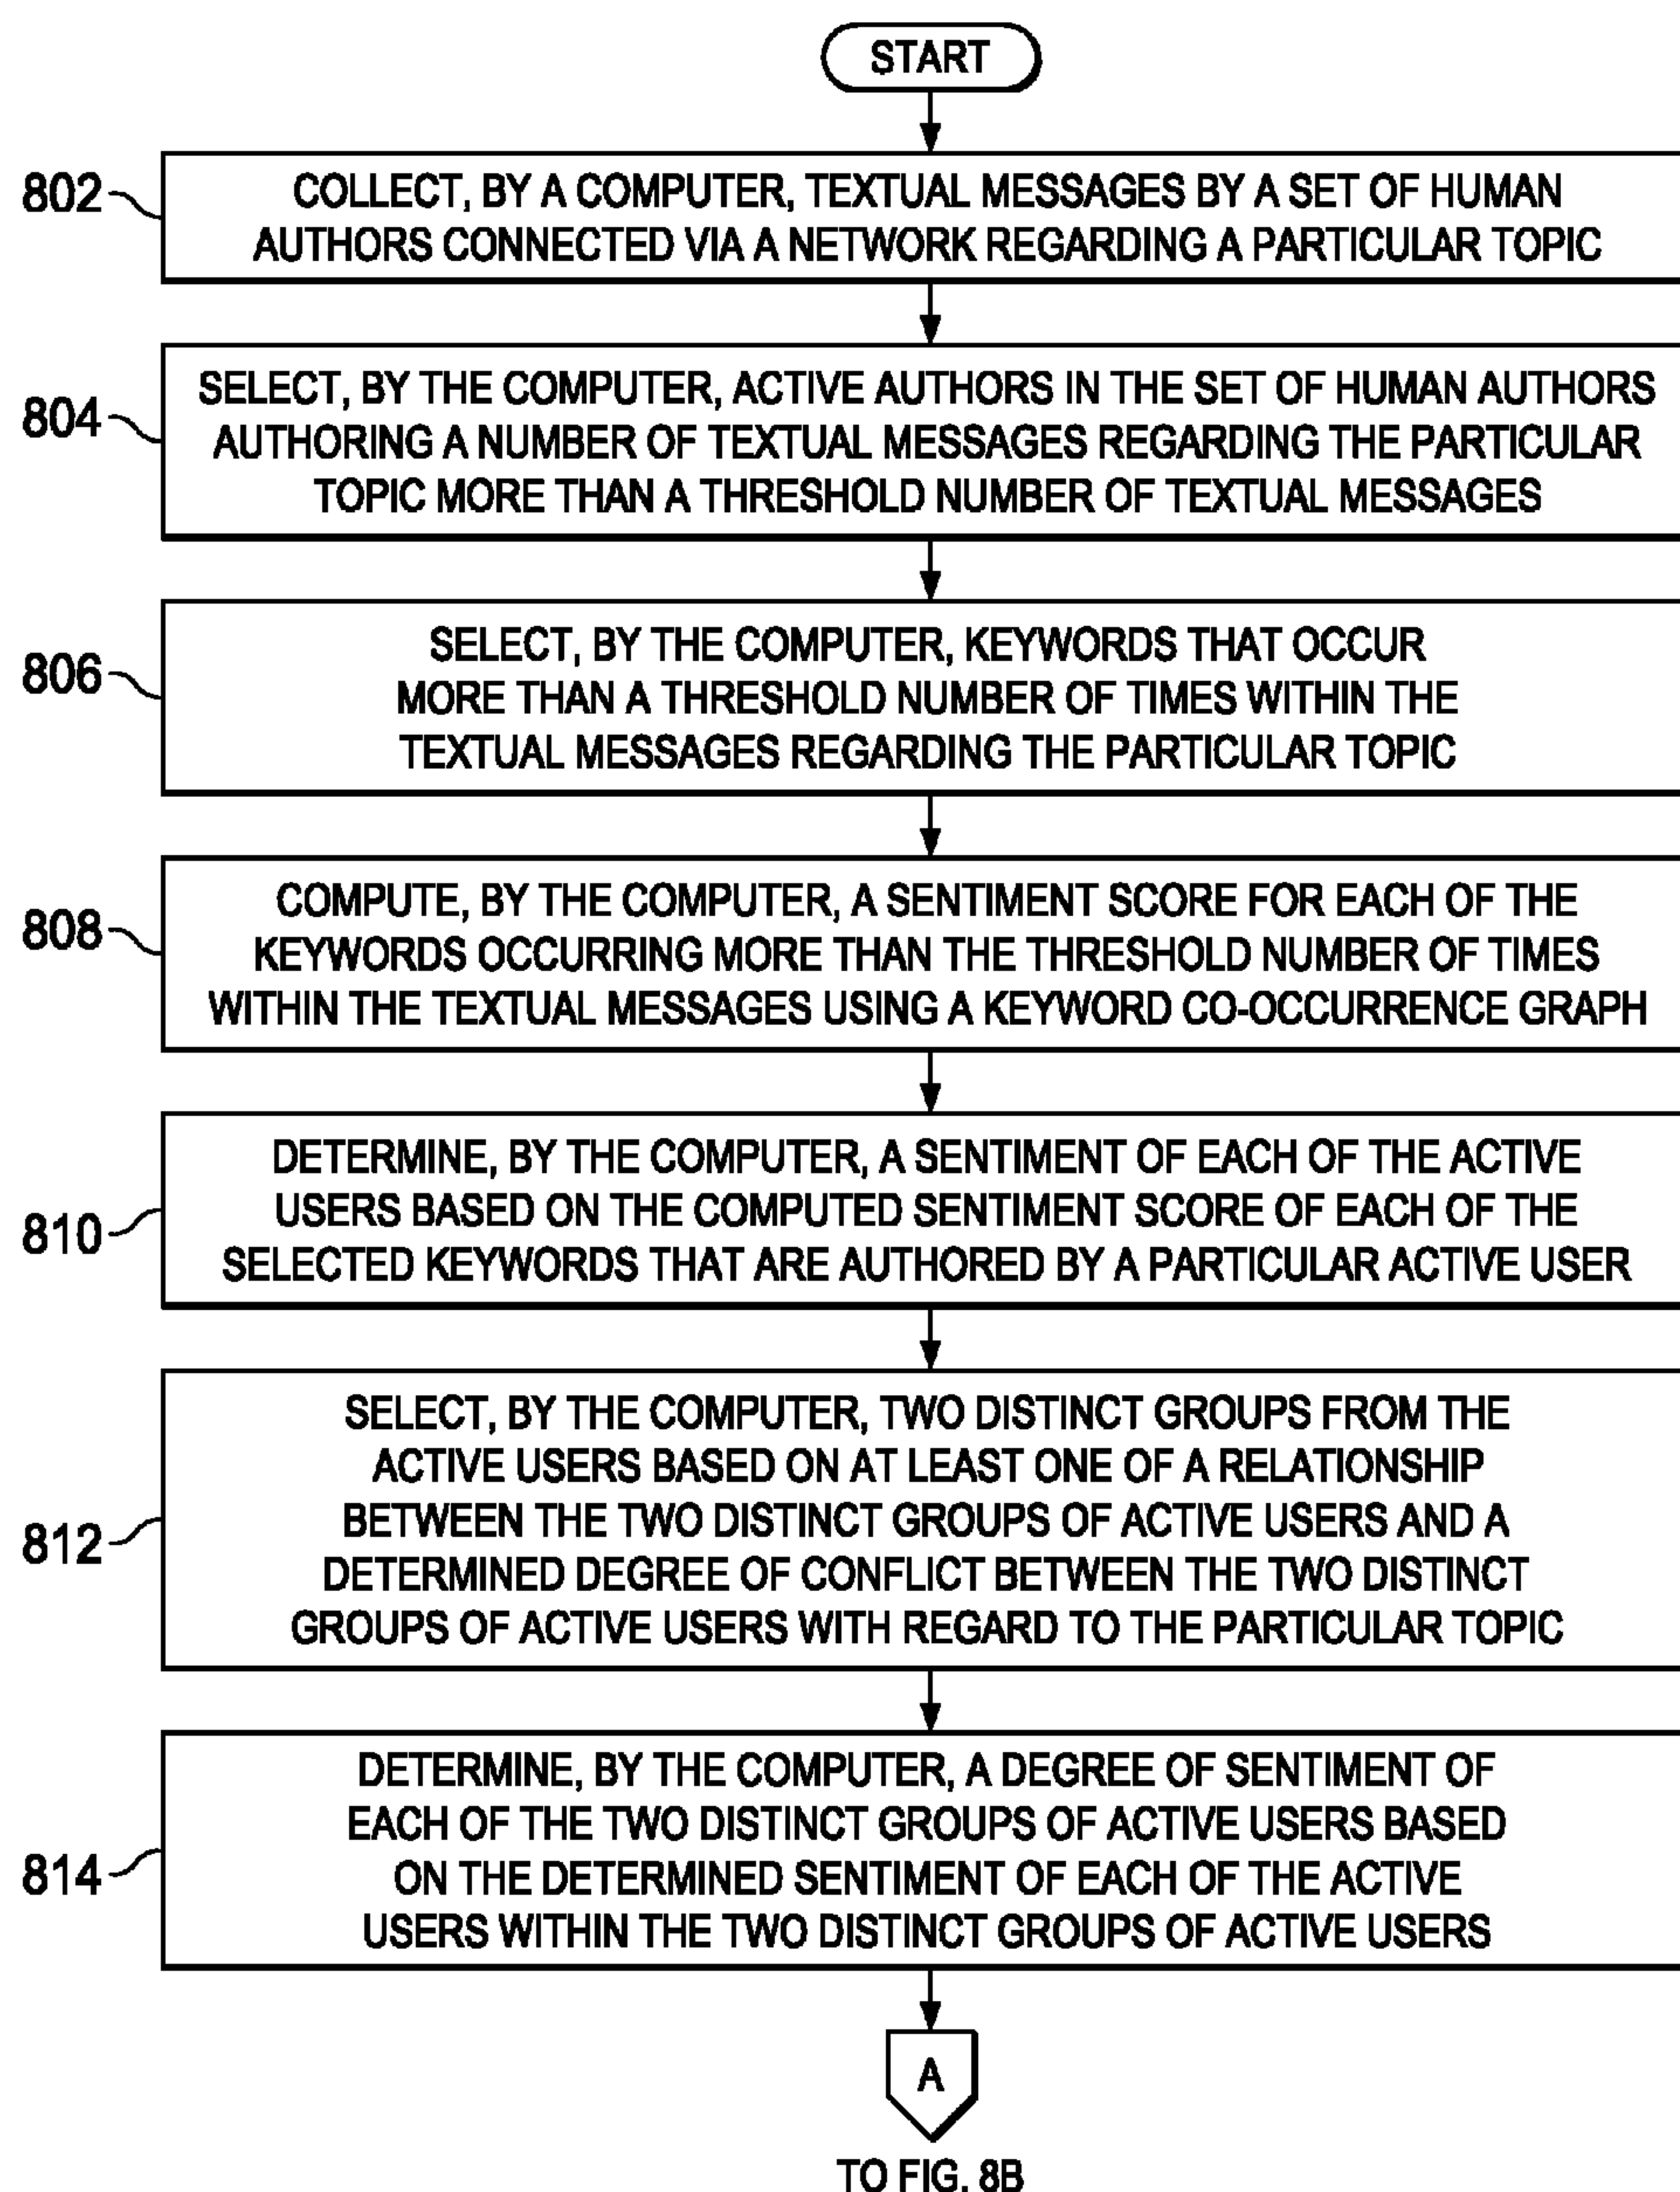 START
802
COLLECT, BY A COMPUTER, TEXTUAL MESSAGES BY A SET OF HUMAN
AUTHORS CONNECTED VIA A NETWORK REGARDING A PARTICULAR TOPIC
804
SELECT, BY THE COMPUTER, ACTIVE AUTHORS IN THE SET OF HUMAN AUTHORS
AUTHORING A NUMBER OF TEXTUAL MESSAGES REGARDING THE PARTICULAR
TOPIC MORE THAN A THRESHOLD NUMBER OF TEXTUAL MESSAGES
806
SELECT, BY THE COMPUTER, KEYWORDS THAT OCCUR
MORE THAN A THRESHOLD NUMBER OF TIMES WITHIN THE
TEXTUAL MESSAGES REGARDING THE PARTICULAR TOPIC
808
COMPUTE, BY THE COMPUTER, A SENTIMENT SCORE FOR EACH OF THE
KEYWORDS OCCURRING MORE THAN THE THRESHOLD NUMBER OF TIMES
WITHIN THE TEXTUAL MESSAGES USING A KEYWORD CO-OCCURRENCE GRAPH
810
DETERMINE, BY THE COMPUTER, A SENTIMENT OF EACH OF THE ACTIVE
USERS BASED ON THE COMPUTED SENTIMENT SCORE OF EACH OF THE
SELECTED KEYWORDS THAT ARE AUTHORED BY A PARTICULAR ACTIVE USER
812
SELECT, BY THE COMPUTER, TWO DISTINCT GROUPS FROM THE
ACTIVE USERS BASED ON AT LEAST ONE OF A RELATIONSHIP
BETWEEN THE TWO DISTINCT GROUPS OF ACTIVE USERS AND A
DETERMINED DEGREE OF CONFLICT BETWEEN THE TWO DISTINCT
GROUPS OF ACTIVE USERS WITH REGARD TO THE PARTICULAR TOPIC
814
DETERMINE, BY THE COMPUTER, A DEGREE OF SENTIMENT OF
EACH OF THE TWO DISTINCT GROUPS OF ACTIVE USERS BASED
ON THE DETERMINED SENTIMENT OF EACH OF THE ACTIVE
USERS WITHIN THE TWO DISTINCT GROUPS OF ACTIVE USERS
A
TO FIG. 8B